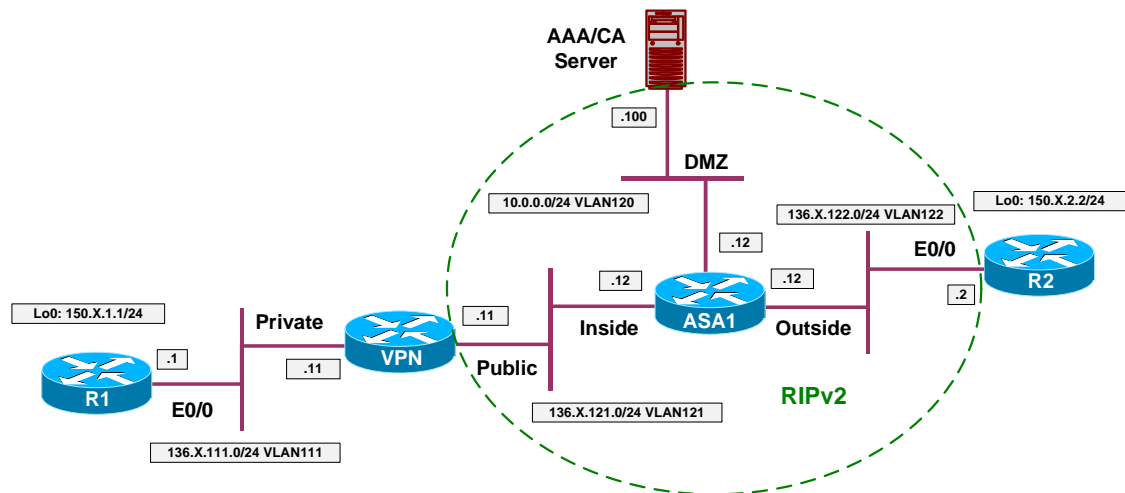 AAA/CA
Server
.100
DMZ
10.0.0.0/24 VLAN120
136.X.122.0/24 VLAN122
Lo0: 150.X.2.2/24
.12
E0/0
.12
.12
R2
.2
Lo0: 150.X.1.1/24
Private
.11
Inside
ASA1
Outside
.1
VPN
.11
Public
R1
E0/0
RIPv2
136.X.121.0/24 VLAN121
136.X.111.0/24 VLAN111